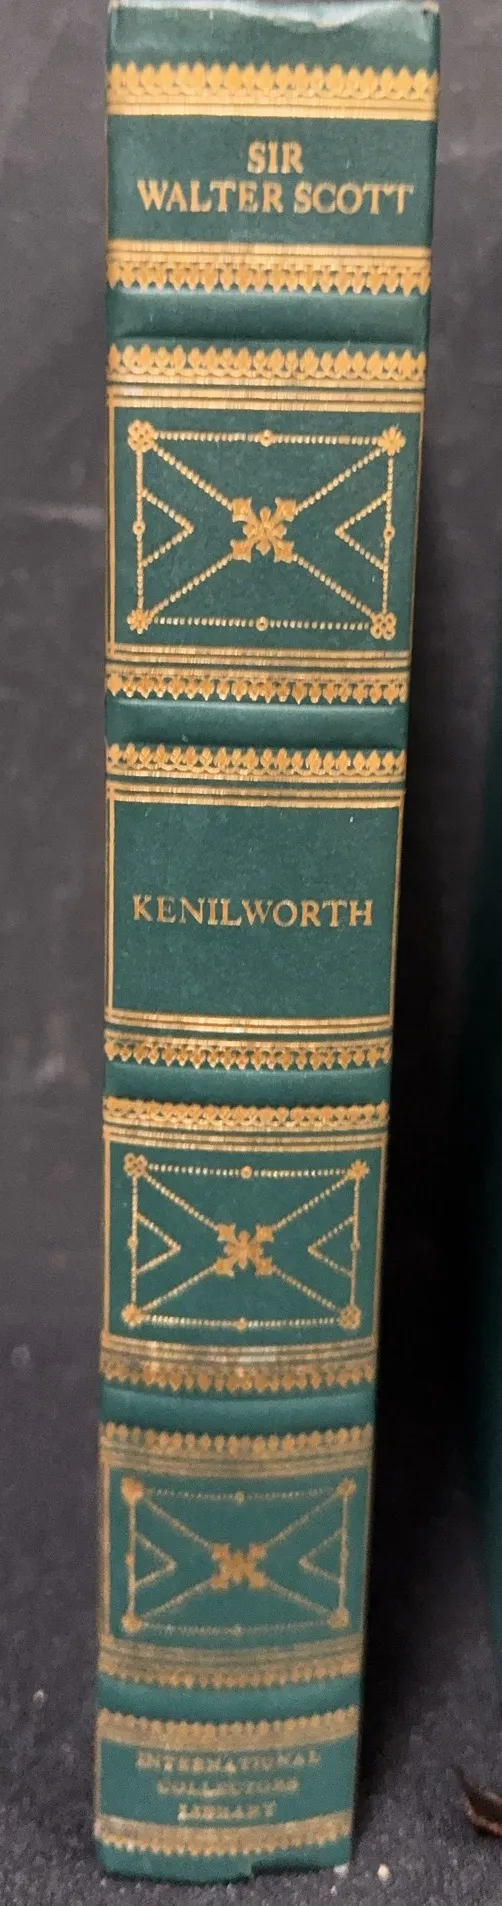 SIR
WALTER SCOTT
KENILWORTH
INTERNATIONAL
COLLECTORS
LIBRARY